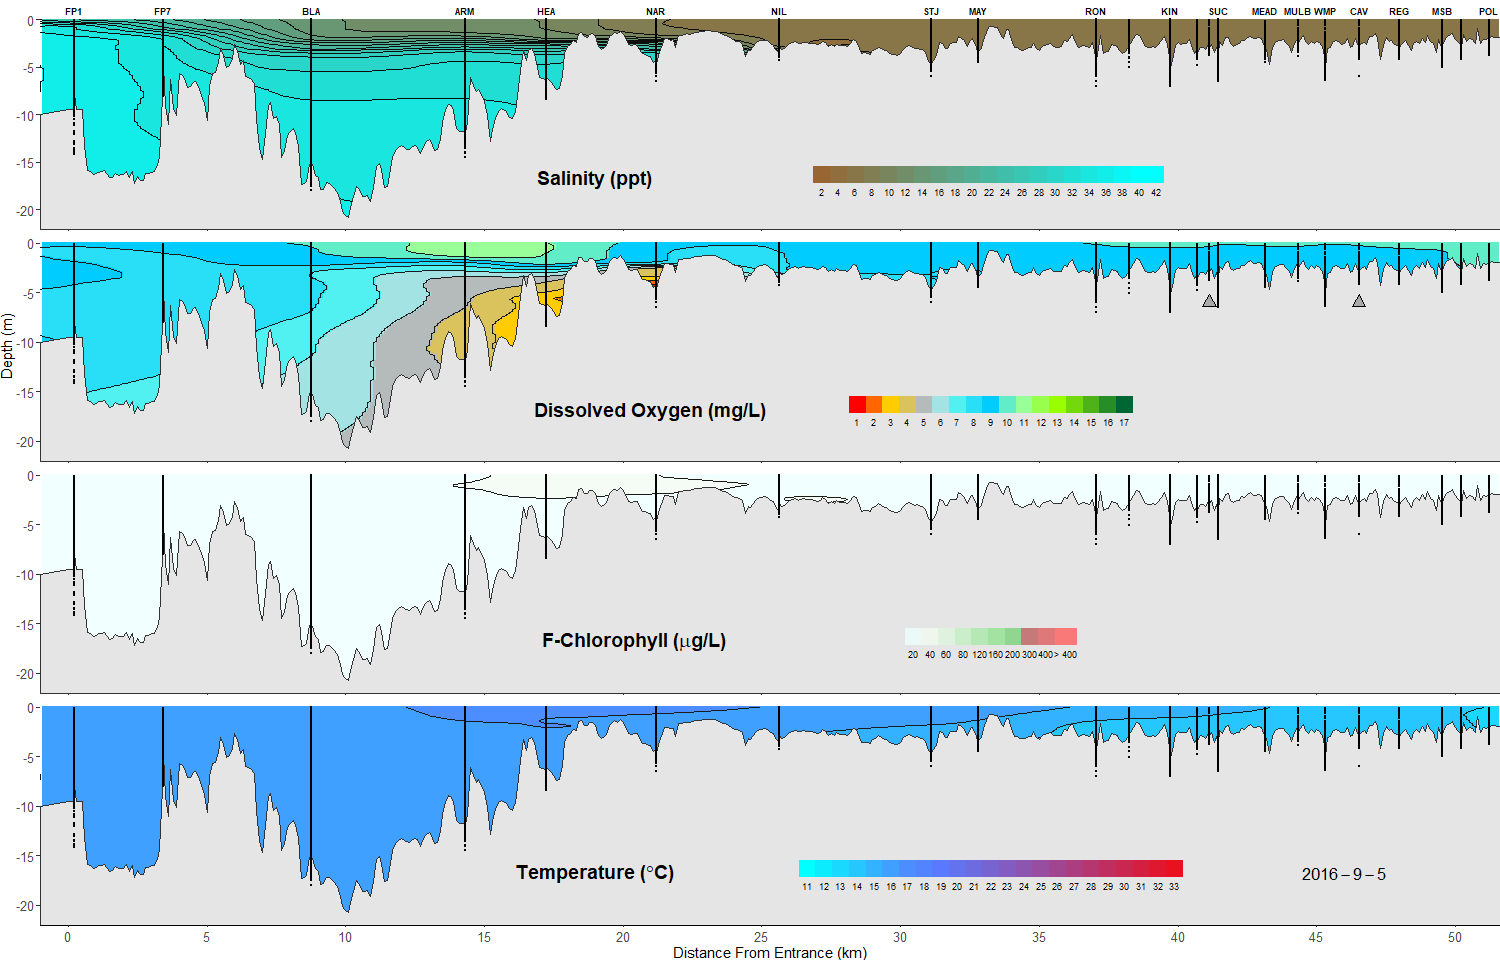 FP1 FP7 BLA ARM HEA NAR NIL STJ MAY RON KIN SUC MEAD MULB WMP CAV REG MSB POL
0
-5
-10
-15
-20
Salinity (ppt)
2 4 6 8 10 12 14 16 18 20 22 24 26 28 30 32 34 36 38 40 42
0
-5
-10
-15
-20
Dissolved Oxygen (mg/L)
1 2 3 4 5 6 7 8 9 10 11 12 13 14 15 16 17
Depth (m)
0
-5
-10
-15
-20
F-Chlorophyll (μg/L)
20 40 60 80 120 160 200 300 400 > 400
0
-5
-10
-15
-20
Temperature (°C)
11 12 13 14 15 16 17 18 19 20 21 22 23 24 25 26 27 28 29 30 31 32 33
2016 – 9 – 5
0 5 10 15 20 25 30 35 40 45 50
Distance From Entrance (km)